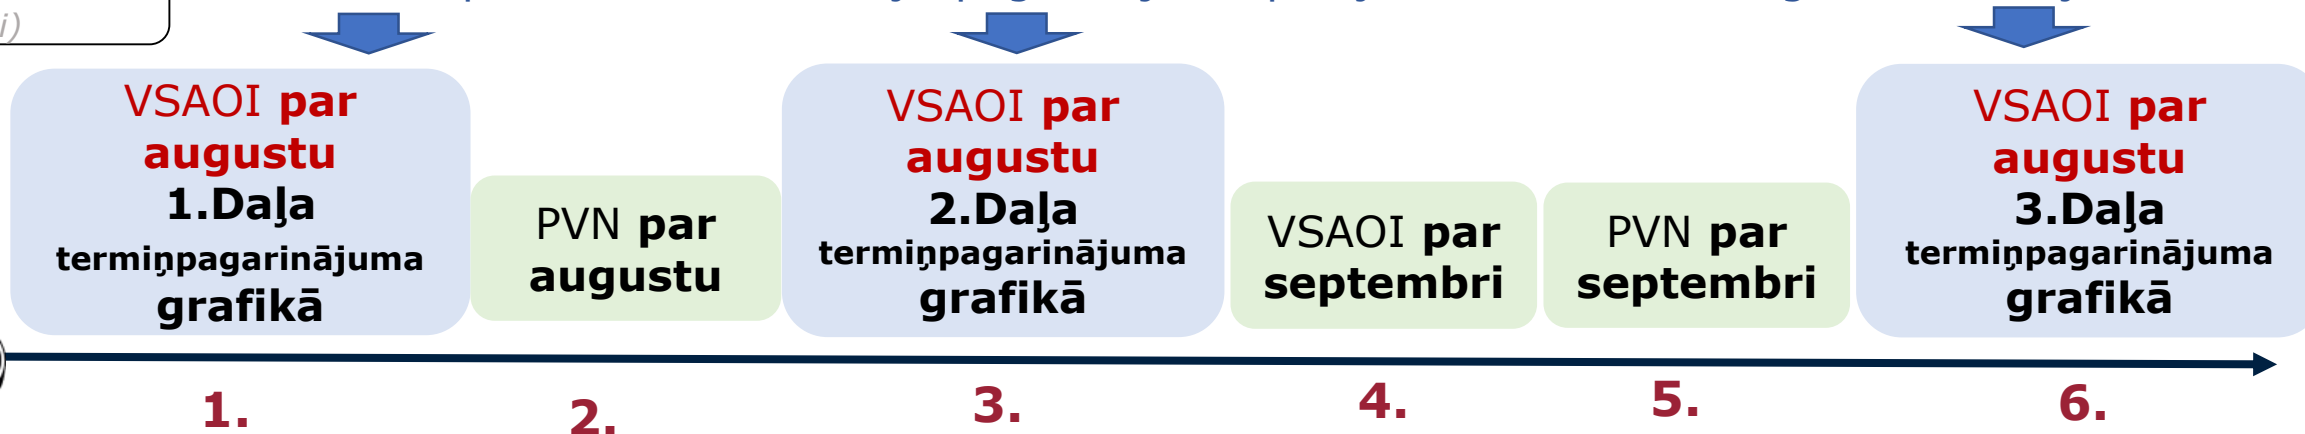 i)
VSAOI par
augustu
1.Daļa
termiņpagarinājuma
grafikā
PVN par
augustu
VSAOI par
augustu
2.Daļa
termiņpagarinājuma
grafikā
VSAOI par
septembri
PVN par
septembri
VSAOI par
augustu
3.Daļa
termiņpagarinājuma
grafikā
1.
2.
3.
4.
5.
6.